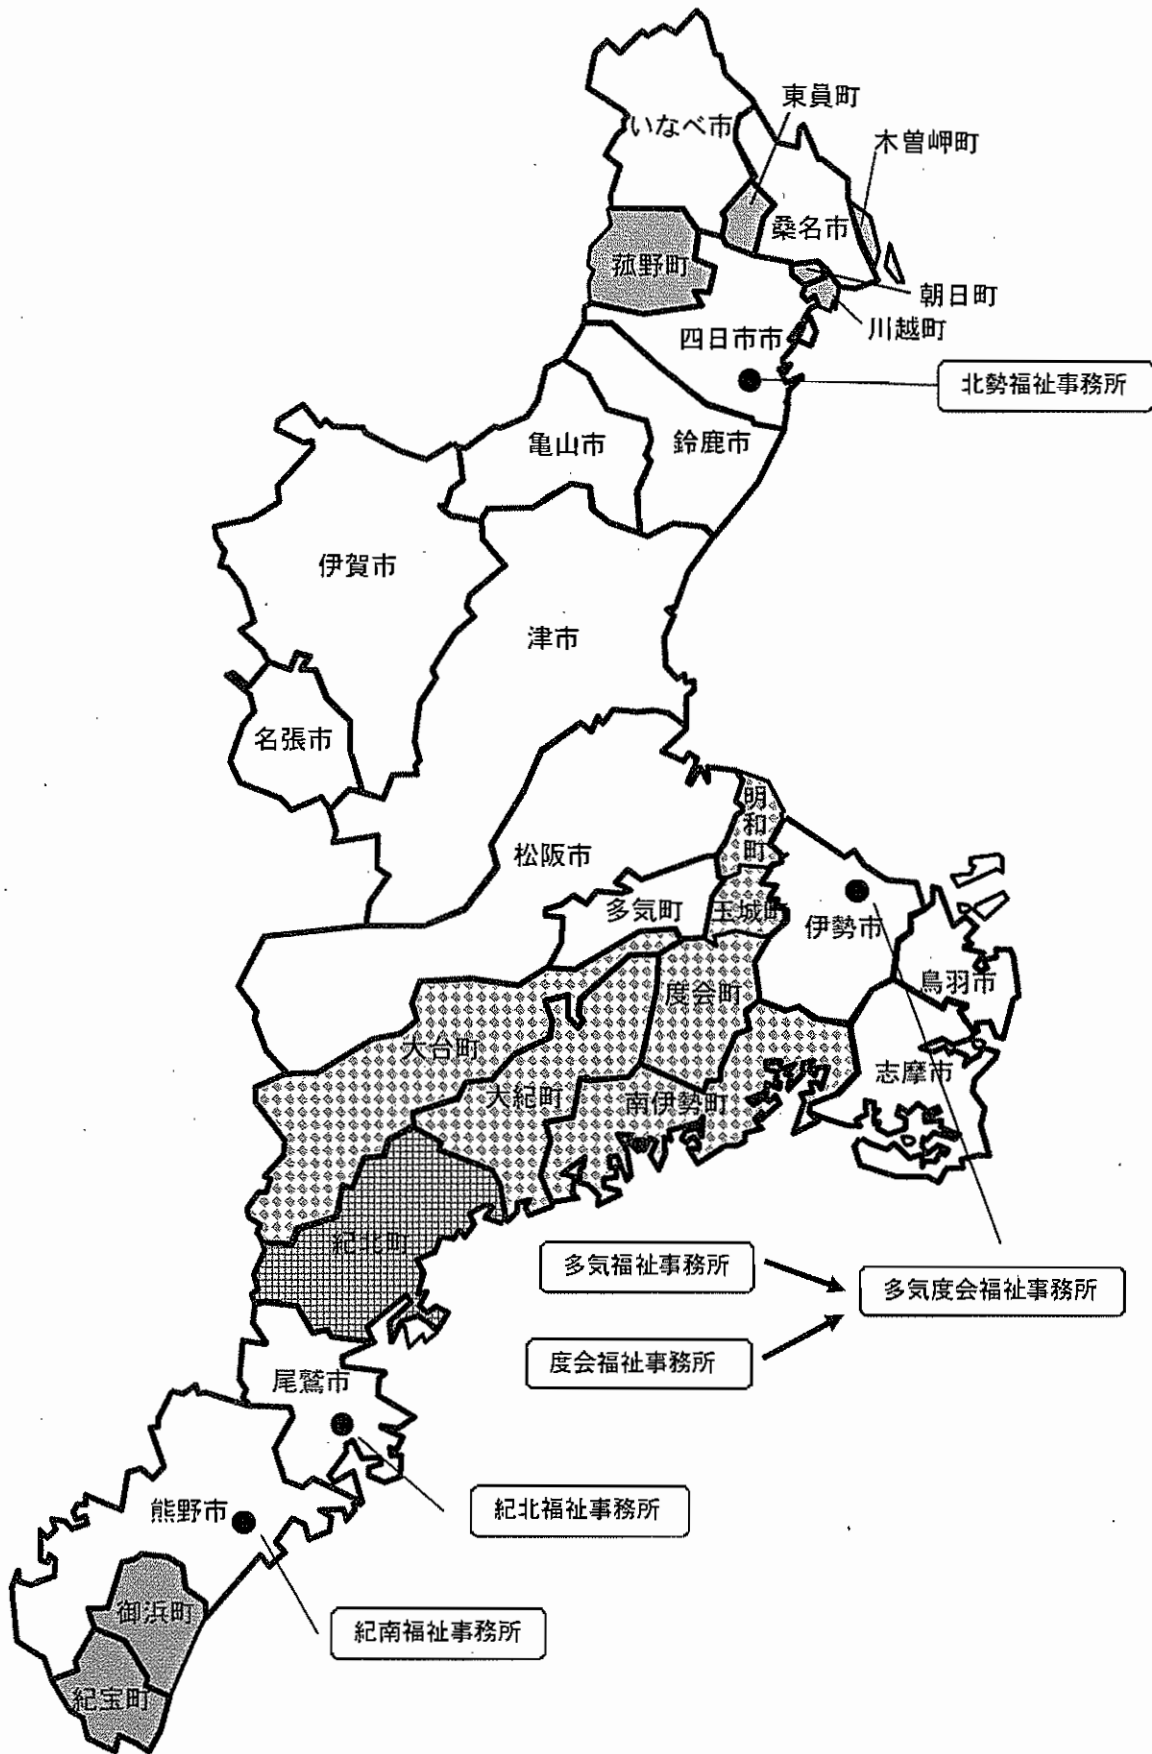 東員町
いなべ市
木曽岬町
桑名市
菰野町
朝日町
川越町
四日市市
北勢福祉事務所
亀山市
鈴鹿市
伊賀市
津市
名張市
明和町
松阪市
多気町
玉城町
伊勢市
鳥羽市
度会町
大台町
志摩市
大紀町
南伊勢町
紀北町
多気福祉事務所
多気度会福祉事務所
度会福祉事務所
尾鷲市
紀北福祉事務所
熊野市
御浜町
紀南福祉事務所
紀宝町